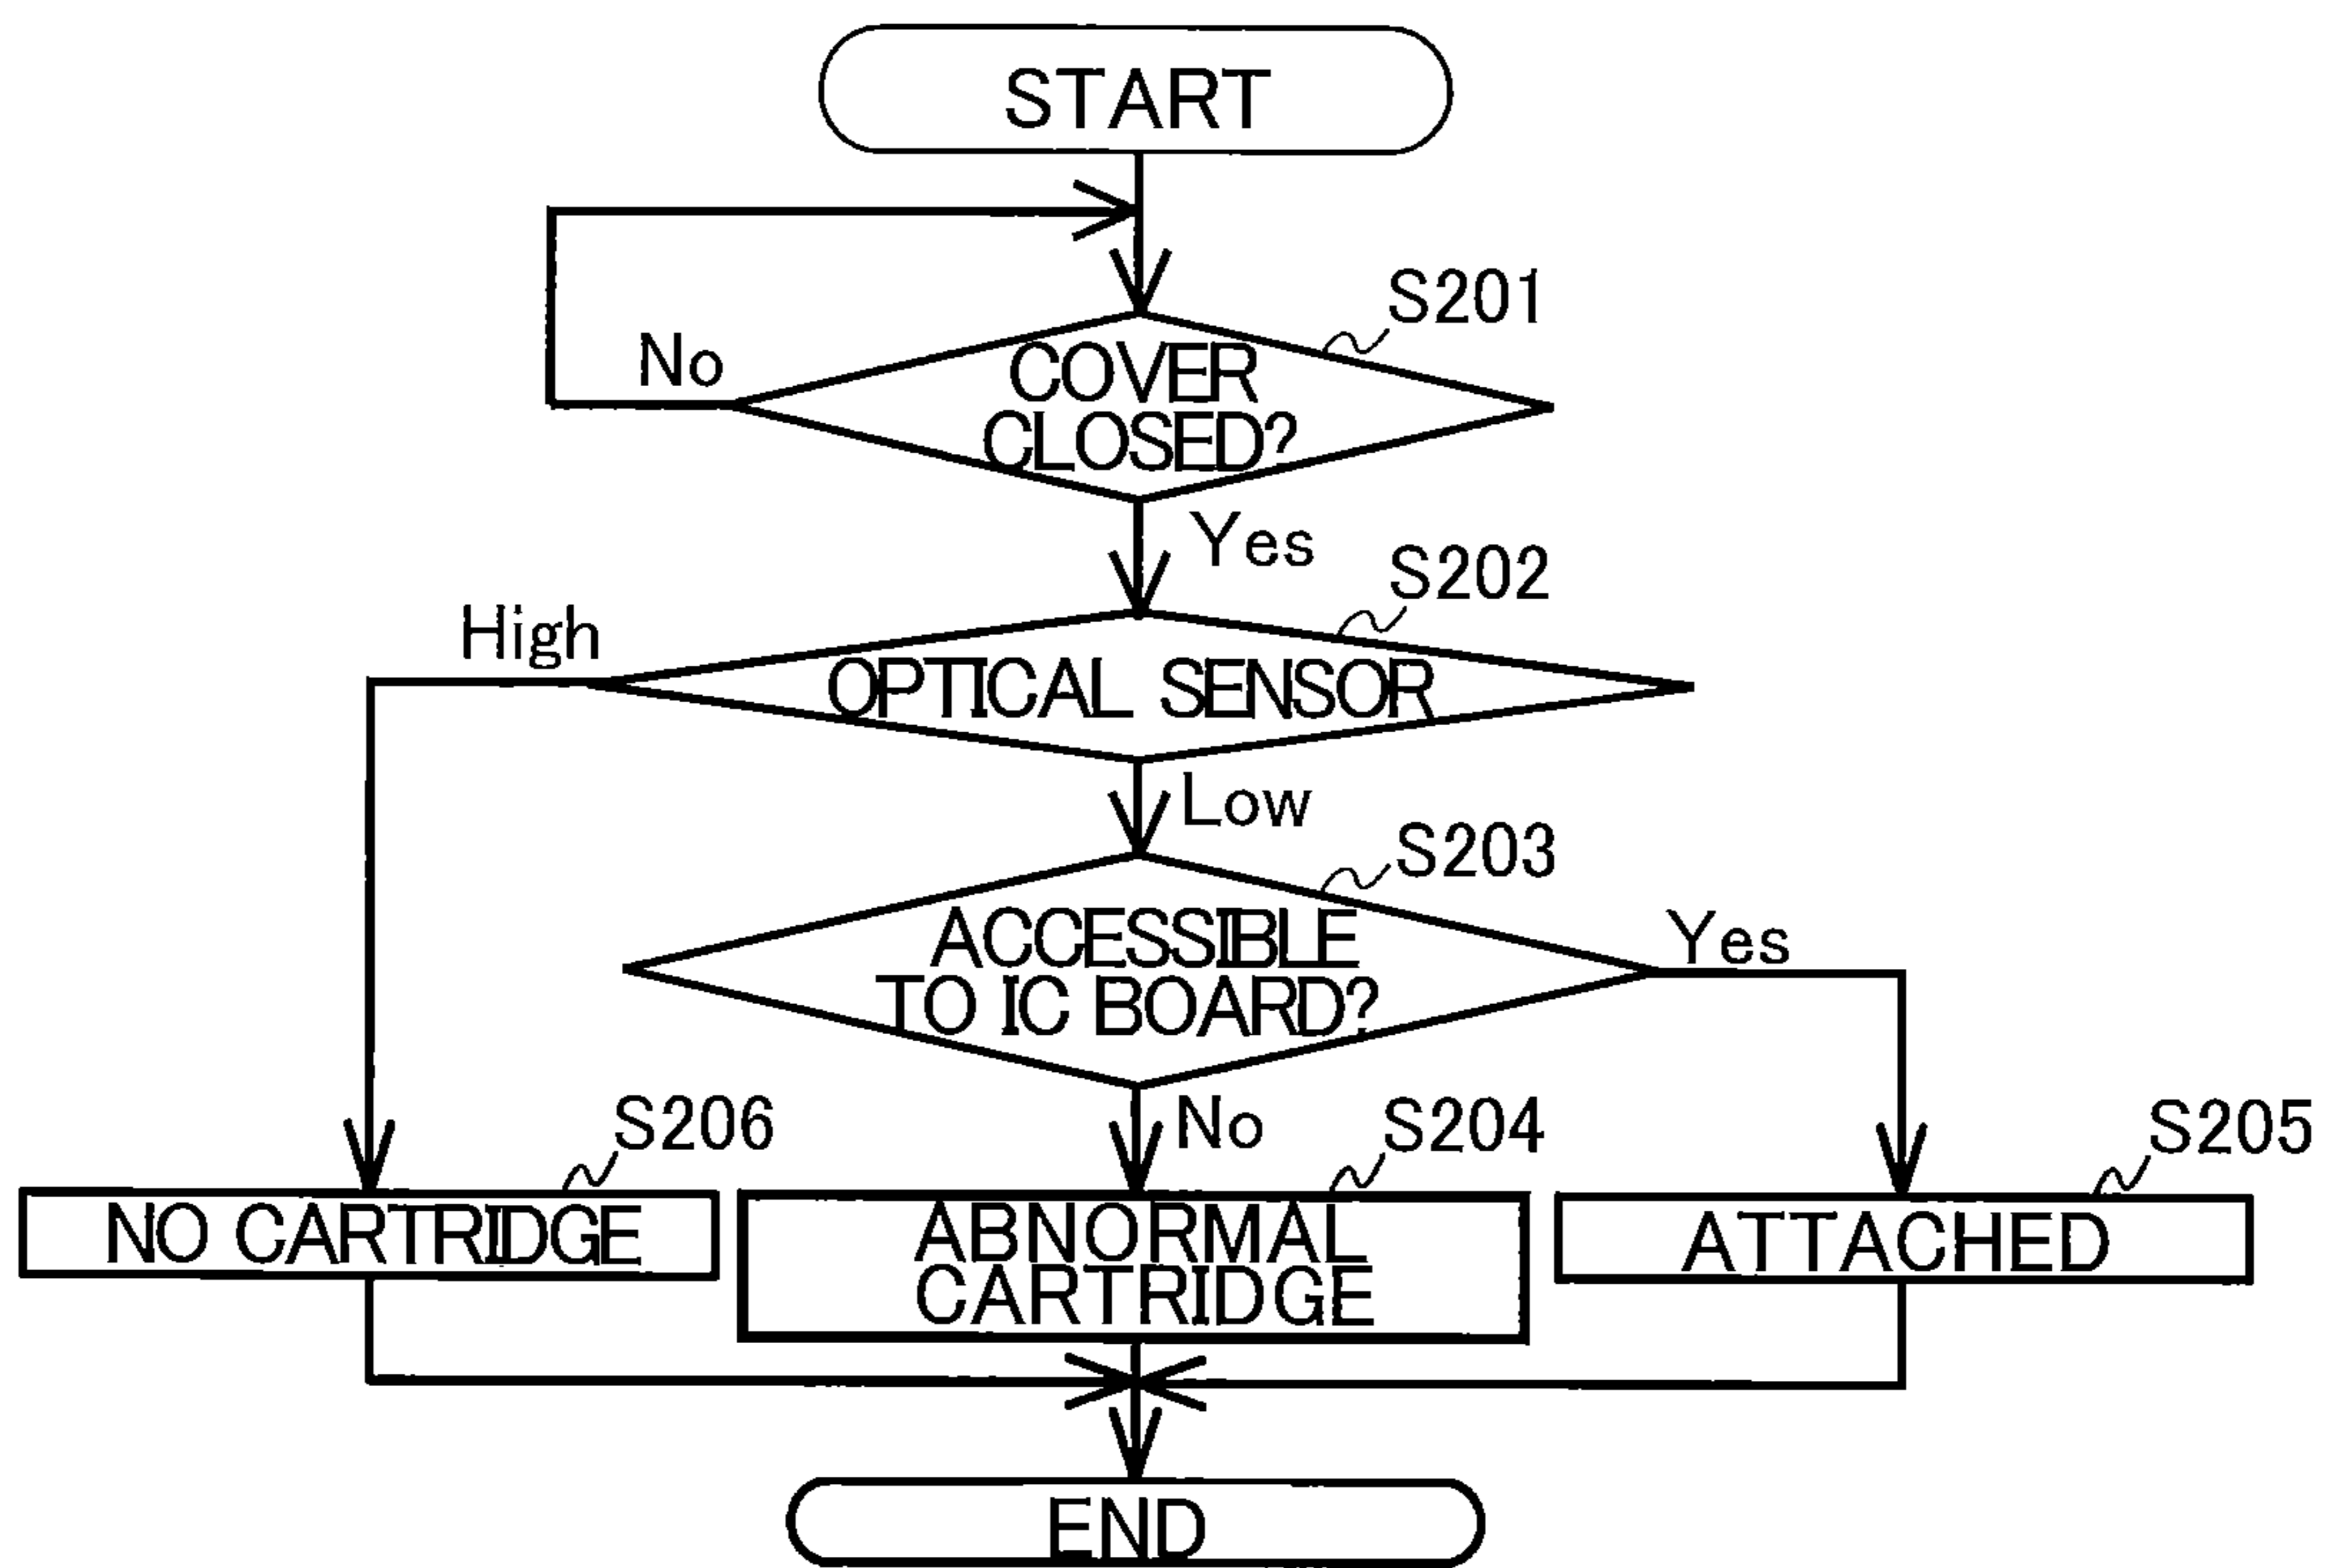 START
S201
No
COVER
CLOSED?
Yes
S202
High
OPTICAL SENSOR
Low
S203
ACCESSIBLE
TO IC BOARD?
Yes
No
S206
NO CARTRIDGE
S204
ABNORMAL
CARTRIDGE
S205
ATTACHED
END